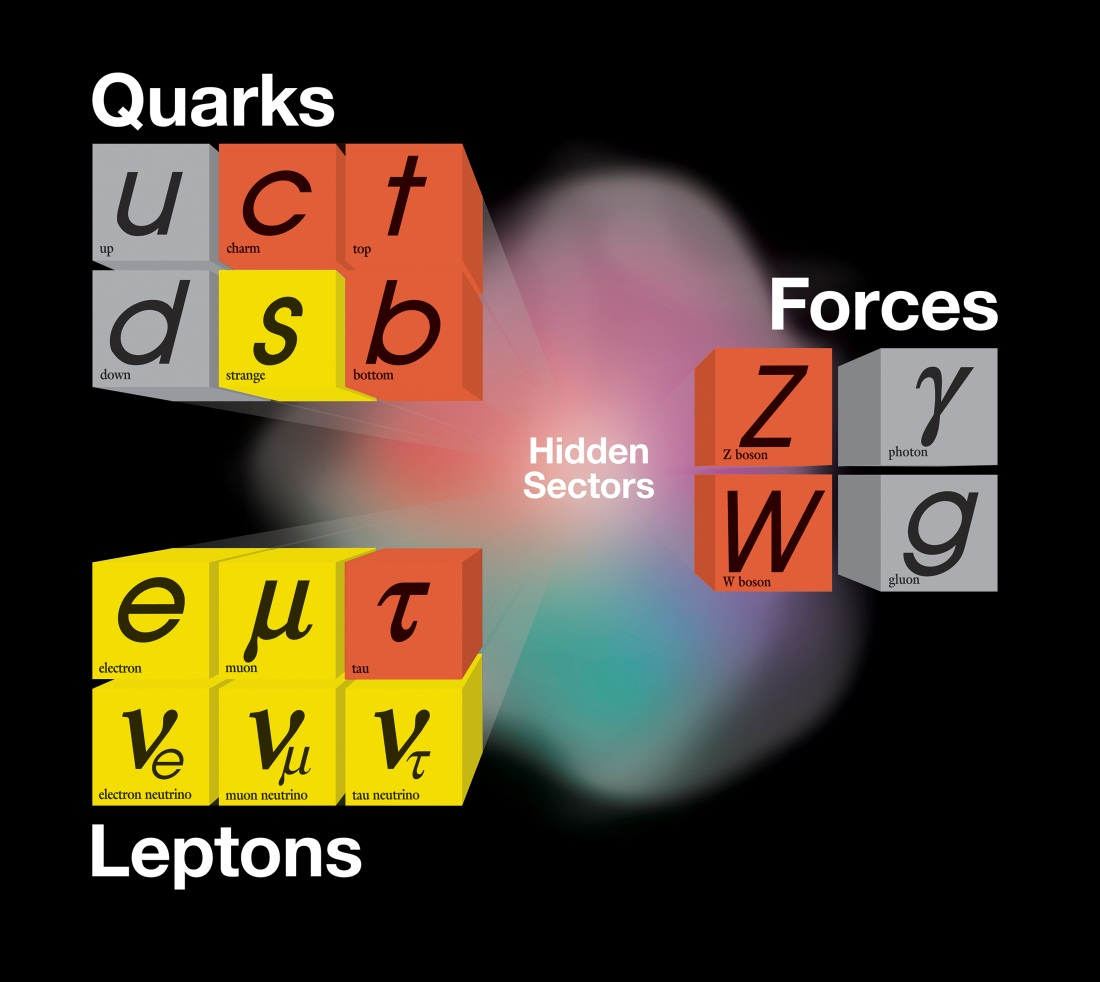 Quarks
u
up
c
charm
t
top
d
down
s
strange
b
bottom
Forces
Z
Z boson
γ
photon
W
W boson
g
gluon
Hidden
Sectors
e
electron
μ
muon
τ
tau
νe
electron neutrino
νμ
muon neutrino
ντ
tau neutrino
Leptons